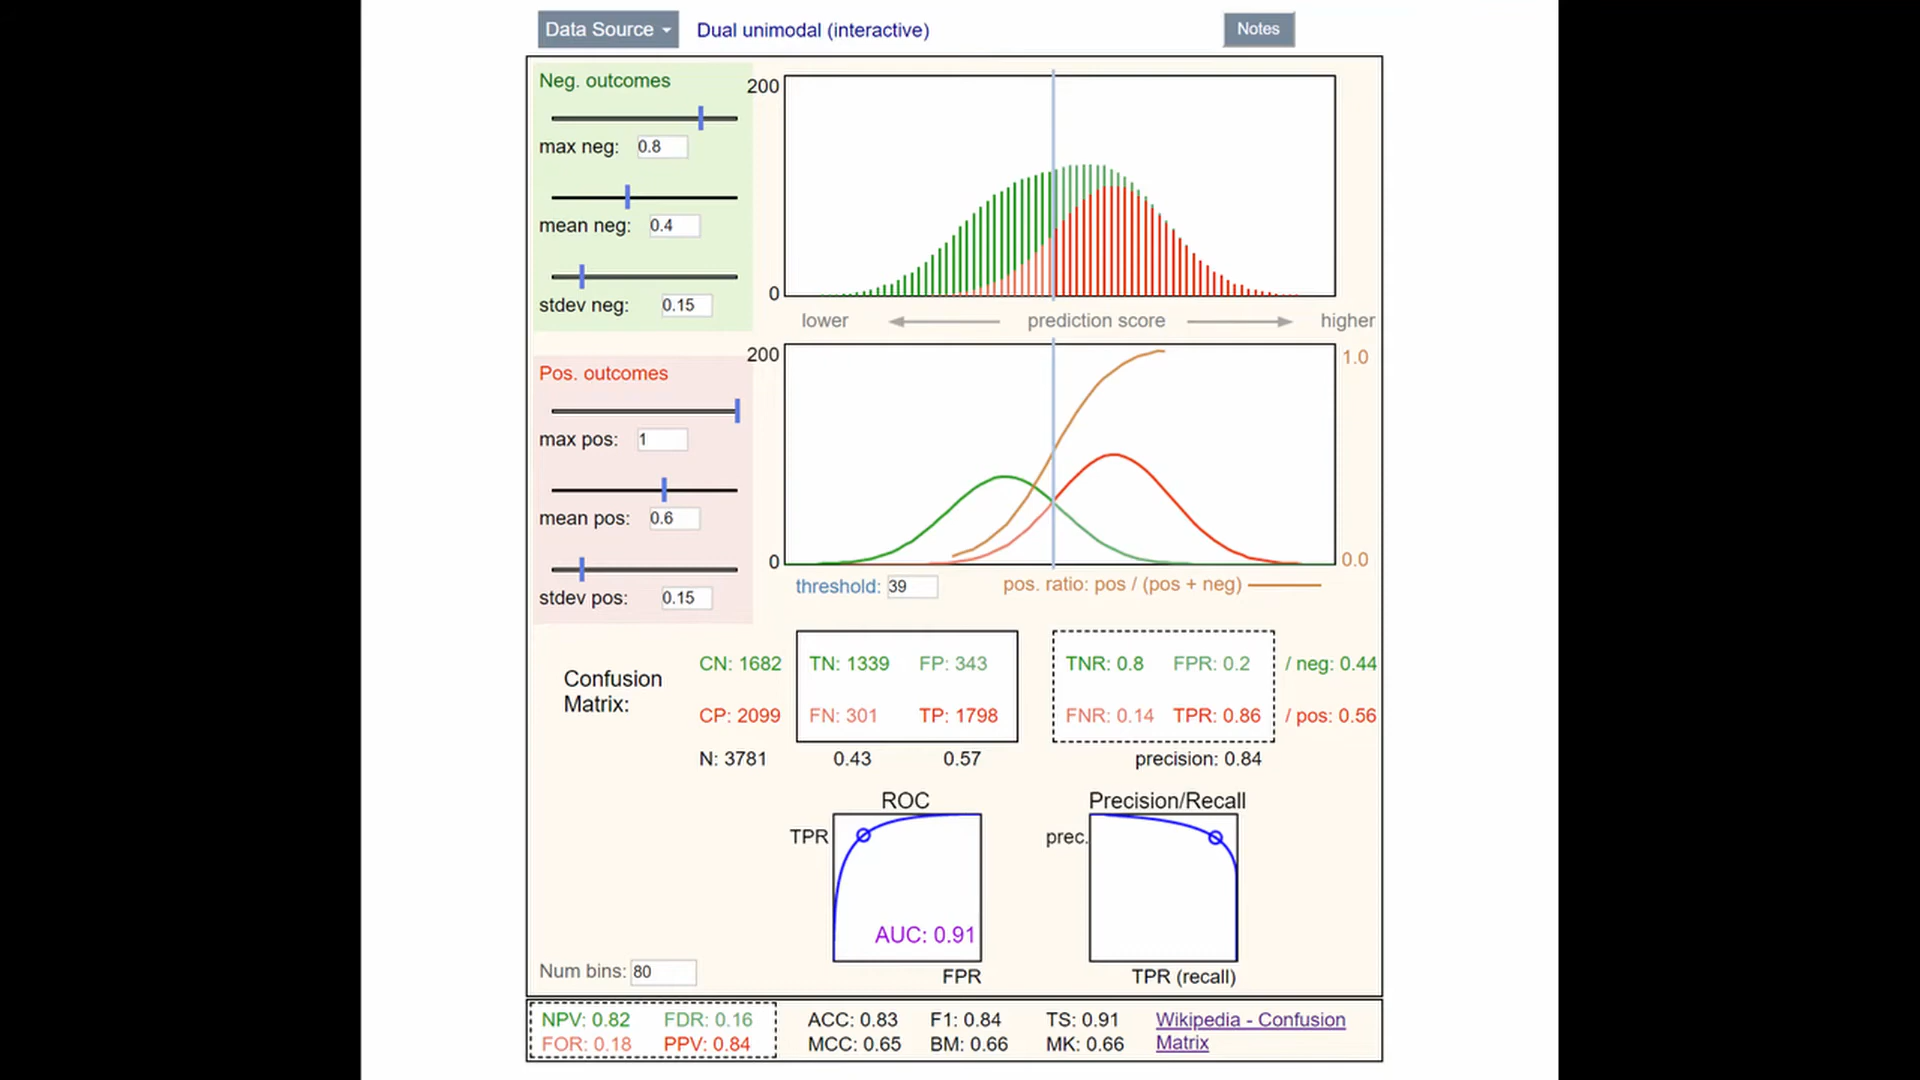 Data Source
Dual unimodal (interactive)
Notes
Neg. outcomes
max neg: 0.8
mean neg: 0.4
stdev neg: 0.15
200
0
lower
prediction score
higher
Pos. outcomes
max pos: 1
mean pos: 0.6
stdev pos: 0.15
200
0
1.0
0.0
threshold: 39
pos. ratio: pos / (pos + neg)
Confusion
Matrix:
CN: 1682 TN: 1339 FP: 343 TNR: 0.8 FPR: 0.2 / neg: 0.44
CP: 2099 FN: 301 TP: 1798 FNR: 0.14 TPR: 0.86 / pos: 0.56
N: 3781 0.43 0.57 precision: 0.84
ROC
TPR
AUC: 0.91
FPR
Precision/Recall
prec.
TPR (recall)
Num bins: 80
NPV: 0.82 FDR: 0.16 ACC: 0.83 F1: 0.84 TS: 0.91 Wikipedia - Confusion
FOR: 0.18 PPV: 0.84 MCC: 0.65 BM: 0.66 MK: 0.66 Matrix